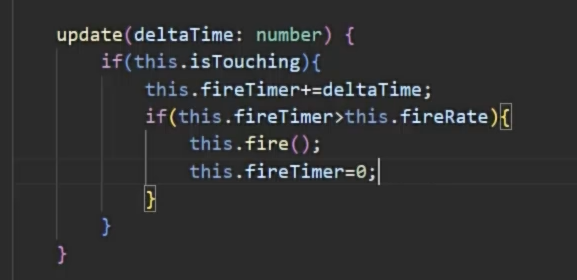 update(deltaTime: number) {
if(this.isTouching){
this.fireTimer+=deltaTime;
if(this.fireTimer>this.fireRate){
this.fire();
this.fireTimer=0;
}
}
}